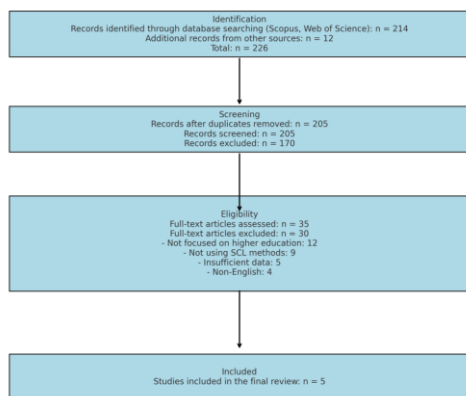 Identification
Records identified through database searching (Scopus, Web of Science): n = 214
Additional records from other sources: n = 12
Total: n = 226
Screening
Records after duplicates removed: n = 205
Records screened: n = 205
Records excluded: n = 170
Eligibility
Full-text articles assessed: n = 35
Full-text articles excluded: n = 30
- Not focused on higher education: 12
- Not using SCL methods: 9
- Insufficient data: 5
- Non-English: 4
Included
Studies included in the final review: n = 5